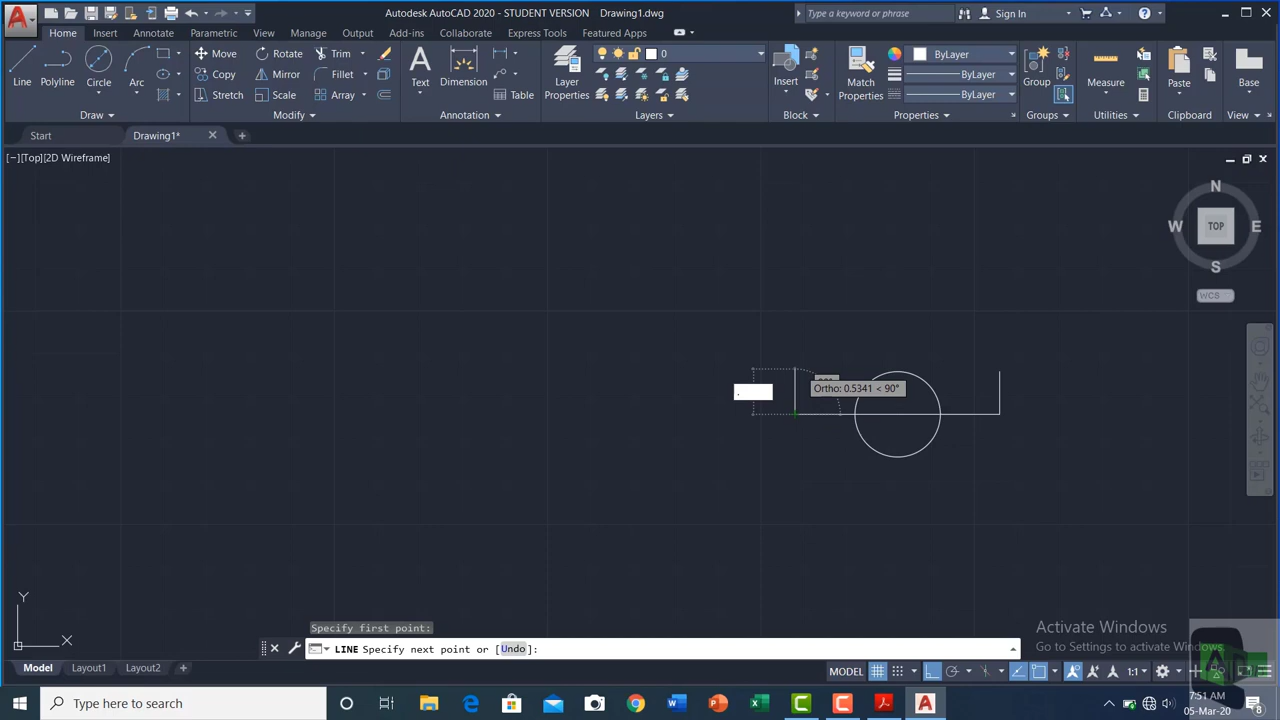 Autodesk AutoCAD 2020 - STUDENT VERSION Drawing1.dwg
Type a keyword or phrase
Sign In
Home Insert Annotate Parametric View Manage Output Add-ins Collaborate Express Tools Featured Apps
Line Polyline Circle Arc
Move Rotate Trim
Copy Mirror Fillet
Stretch Scale Array
Text Dimension Table
Layer Properties
0
Insert
Match Properties
ByLayer
ByLayer
ByLayer
Group
Measure
Paste
Base
Draw Modify Annotation Layers Block Properties Groups Utilities Clipboard View
Start Drawing1*
[−][Top][2D Wireframe]
N
W TOP E
S
WCS
Ortho: 0.5341 < 90°
.
Y
X
Specify first point:
LINE Specify next point or [Undo]:
Activate Windows
Go to Settings to activate Windows.
Model Layout1 Layout2
MODEL 1:1
Type here to search
7:51 AM
05-Mar-20
8